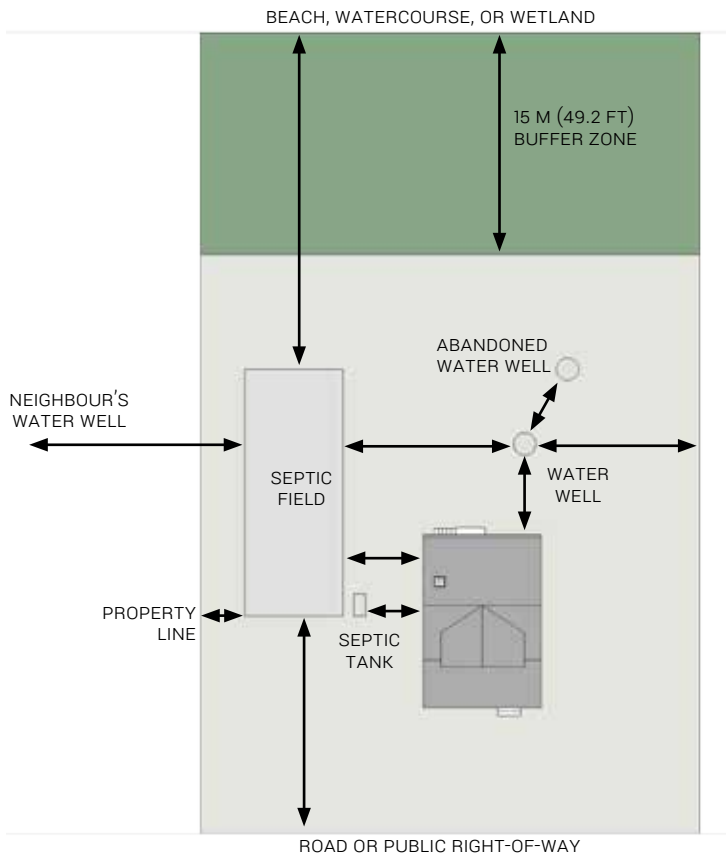 BEACH, WATERCOURSE, OR WETLAND
15 M (49.2 FT)
BUFFER ZONE
ABANDONED
WATER WELL
NEIGHBOUR'S
WATER WELL
SEPTIC
FIELD
WATER
WELL
PROPERTY
LINE
SEPTIC
TANK
ROAD OR PUBLIC RIGHT-OF-WAY